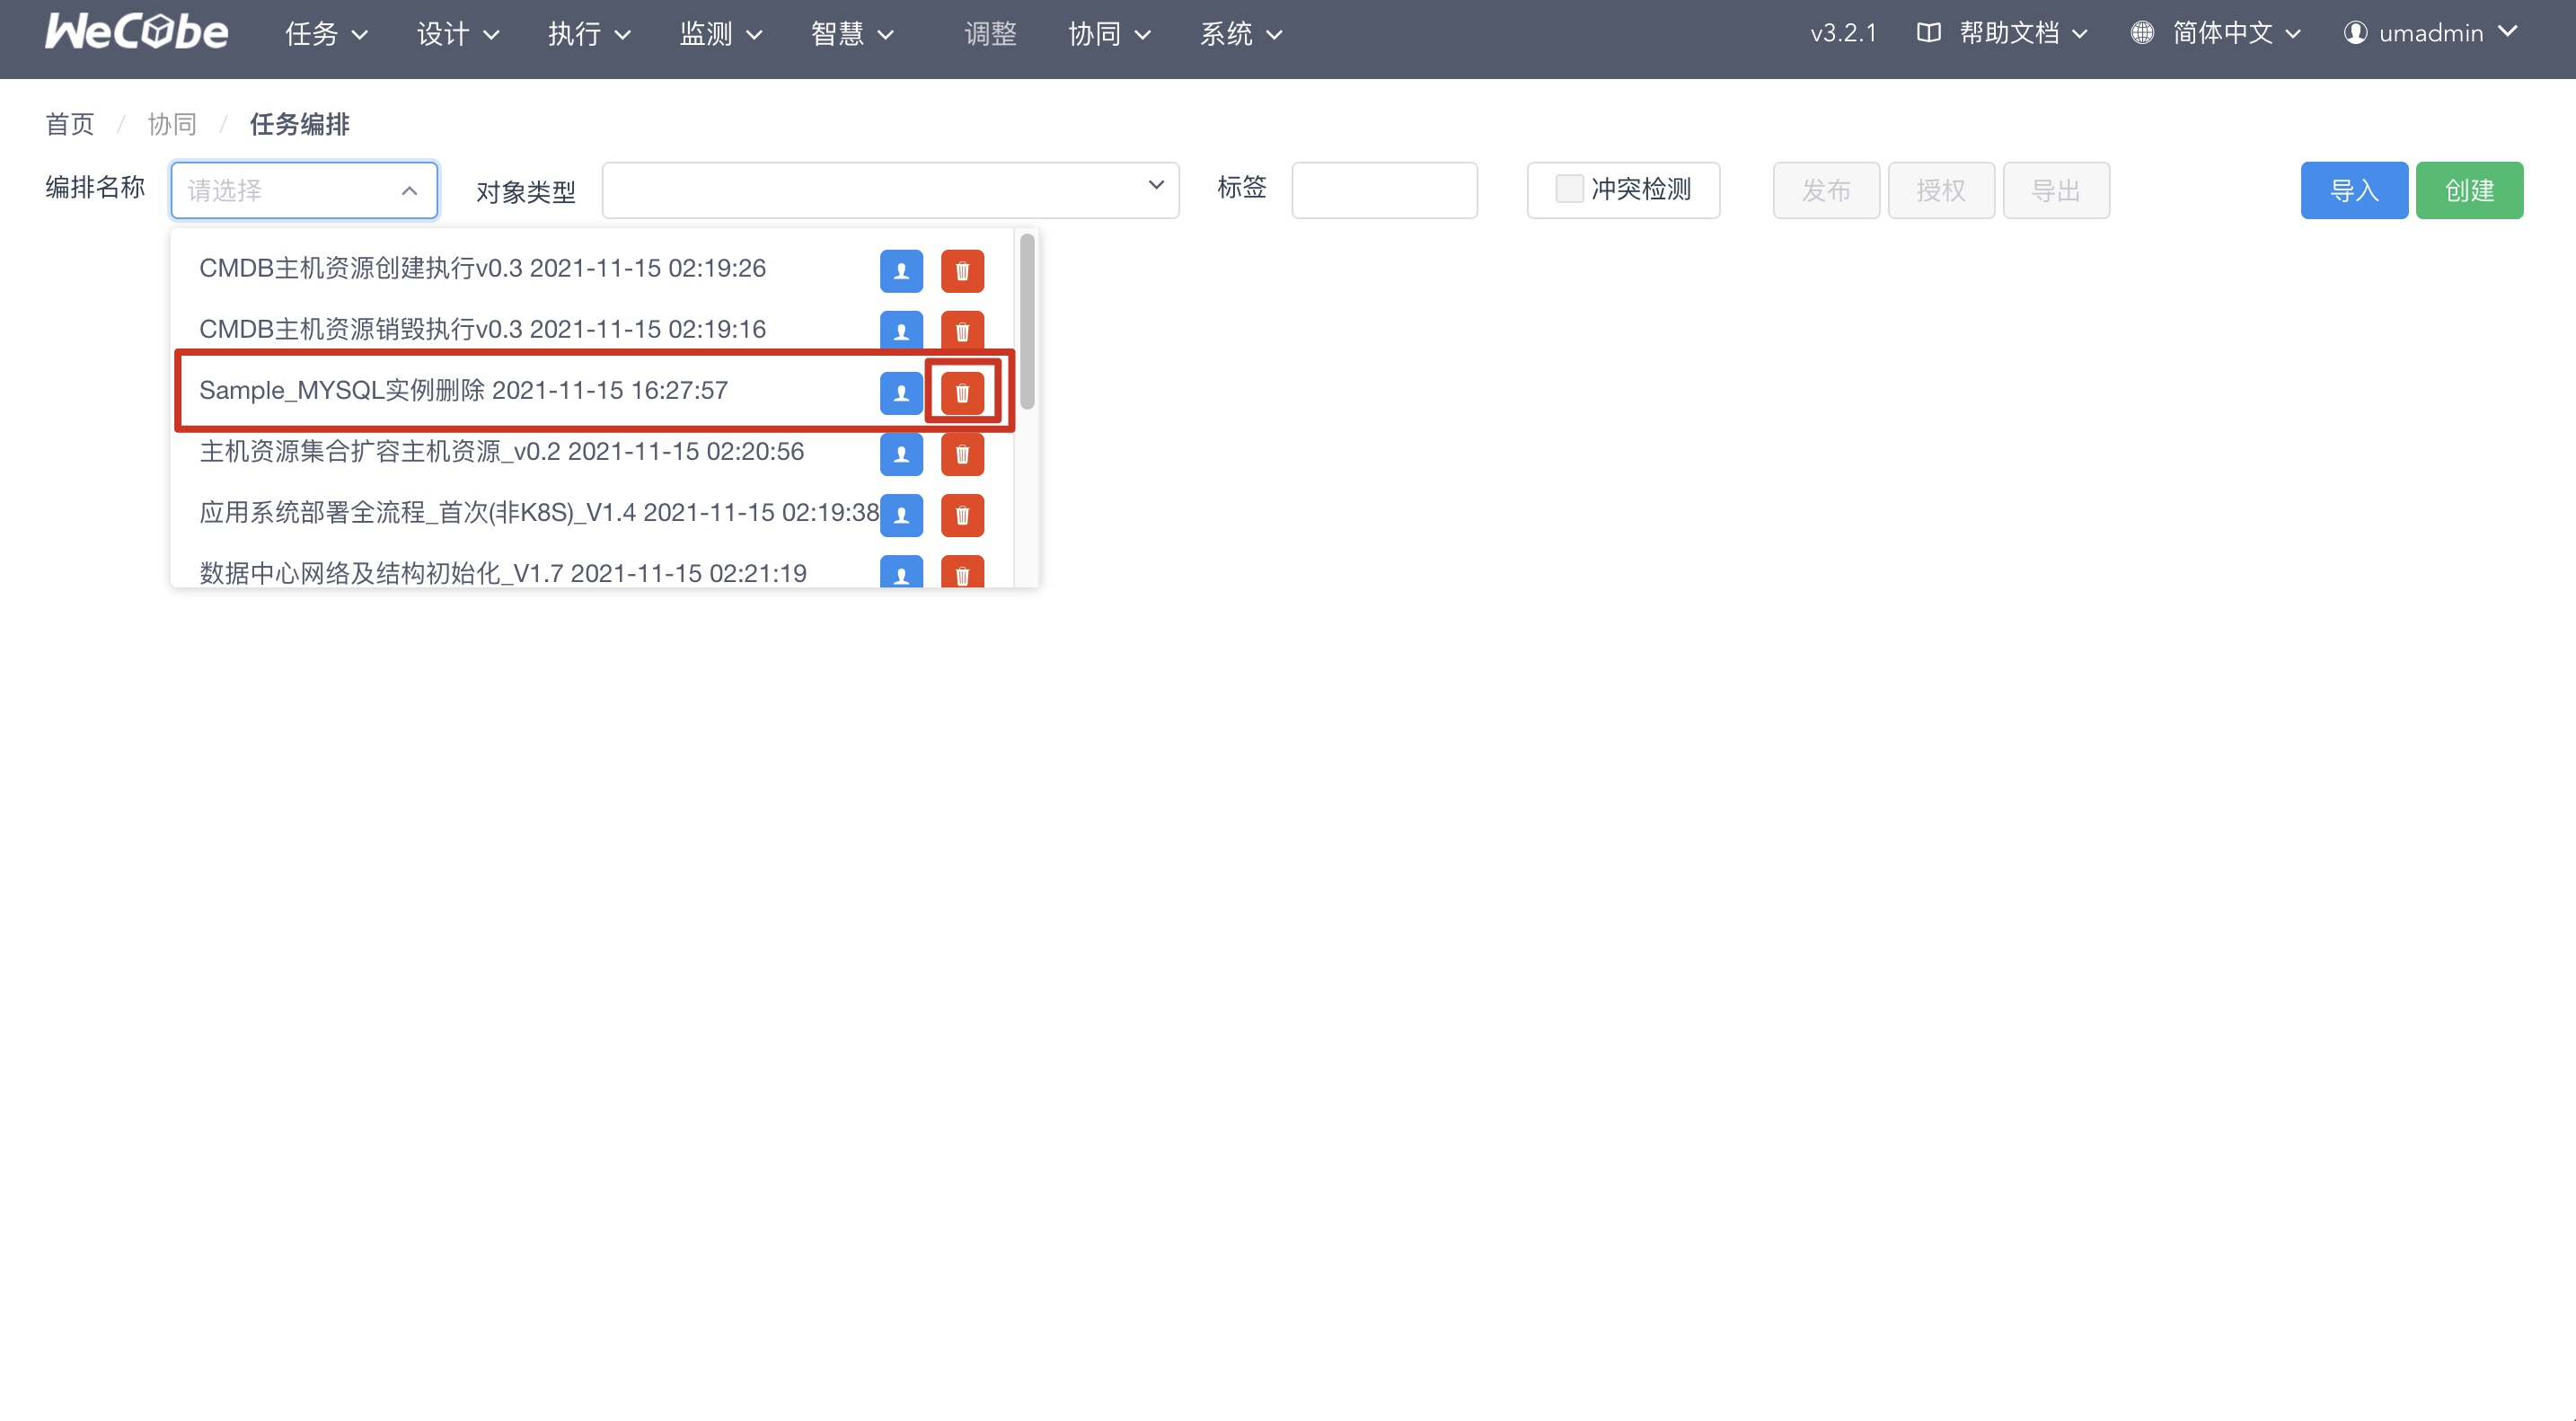 WeCube 任务 设计 执行 监测 智慧 调整 协同 系统 v3.2.1 帮助文档 简体中文 umadmin
首页 / 协同 / 任务编排
编排名称 请选择 对象类型 标签 冲突检测 发布 授权 导出 导入 创建
CMDB主机资源创建执行v0.3 2021-11-15 02:19:26
CMDB主机资源销毁执行v0.3 2021-11-15 02:19:16
Sample_MYSQL实例删除 2021-11-15 16:27:57
主机资源集合扩容主机资源_v0.2 2021-11-15 02:20:56
应用系统部署全流程_首次(非K8S)_V1.4 2021-11-15 02:19:38
数据中心网络及结构初始化_V1.7 2021-11-15 02:21:19